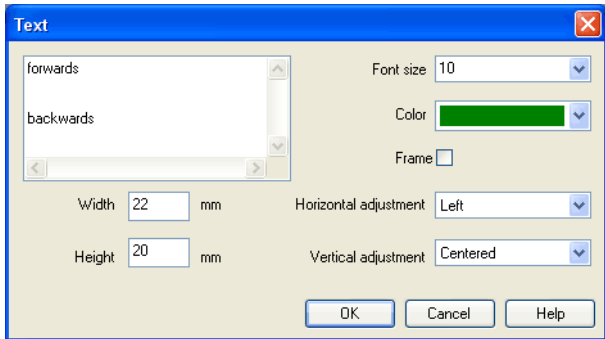 Text
forwards
backwards
Font size 10
Color
Frame
Width 22 mm
Horizontal adjustment Left
Height 20 mm
Vertical adjustment Centered
OK Cancel Help